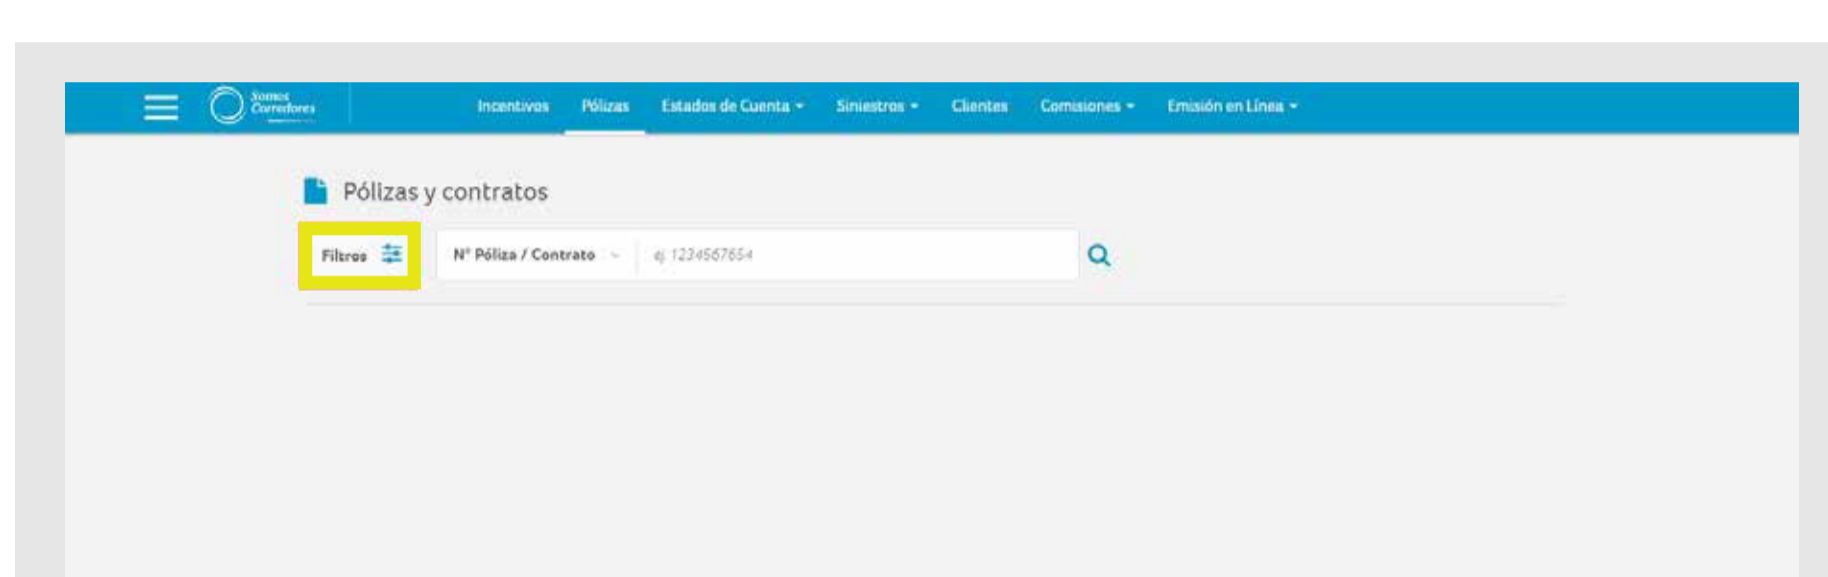 Somos
Corredores
Incentivos Pólizas Estados de Cuenta Siniestros Clientes Comisiones Emisión en Línea
Pólizas y contratos
Filtros N° Póliza / Contrato ej. 1234567654